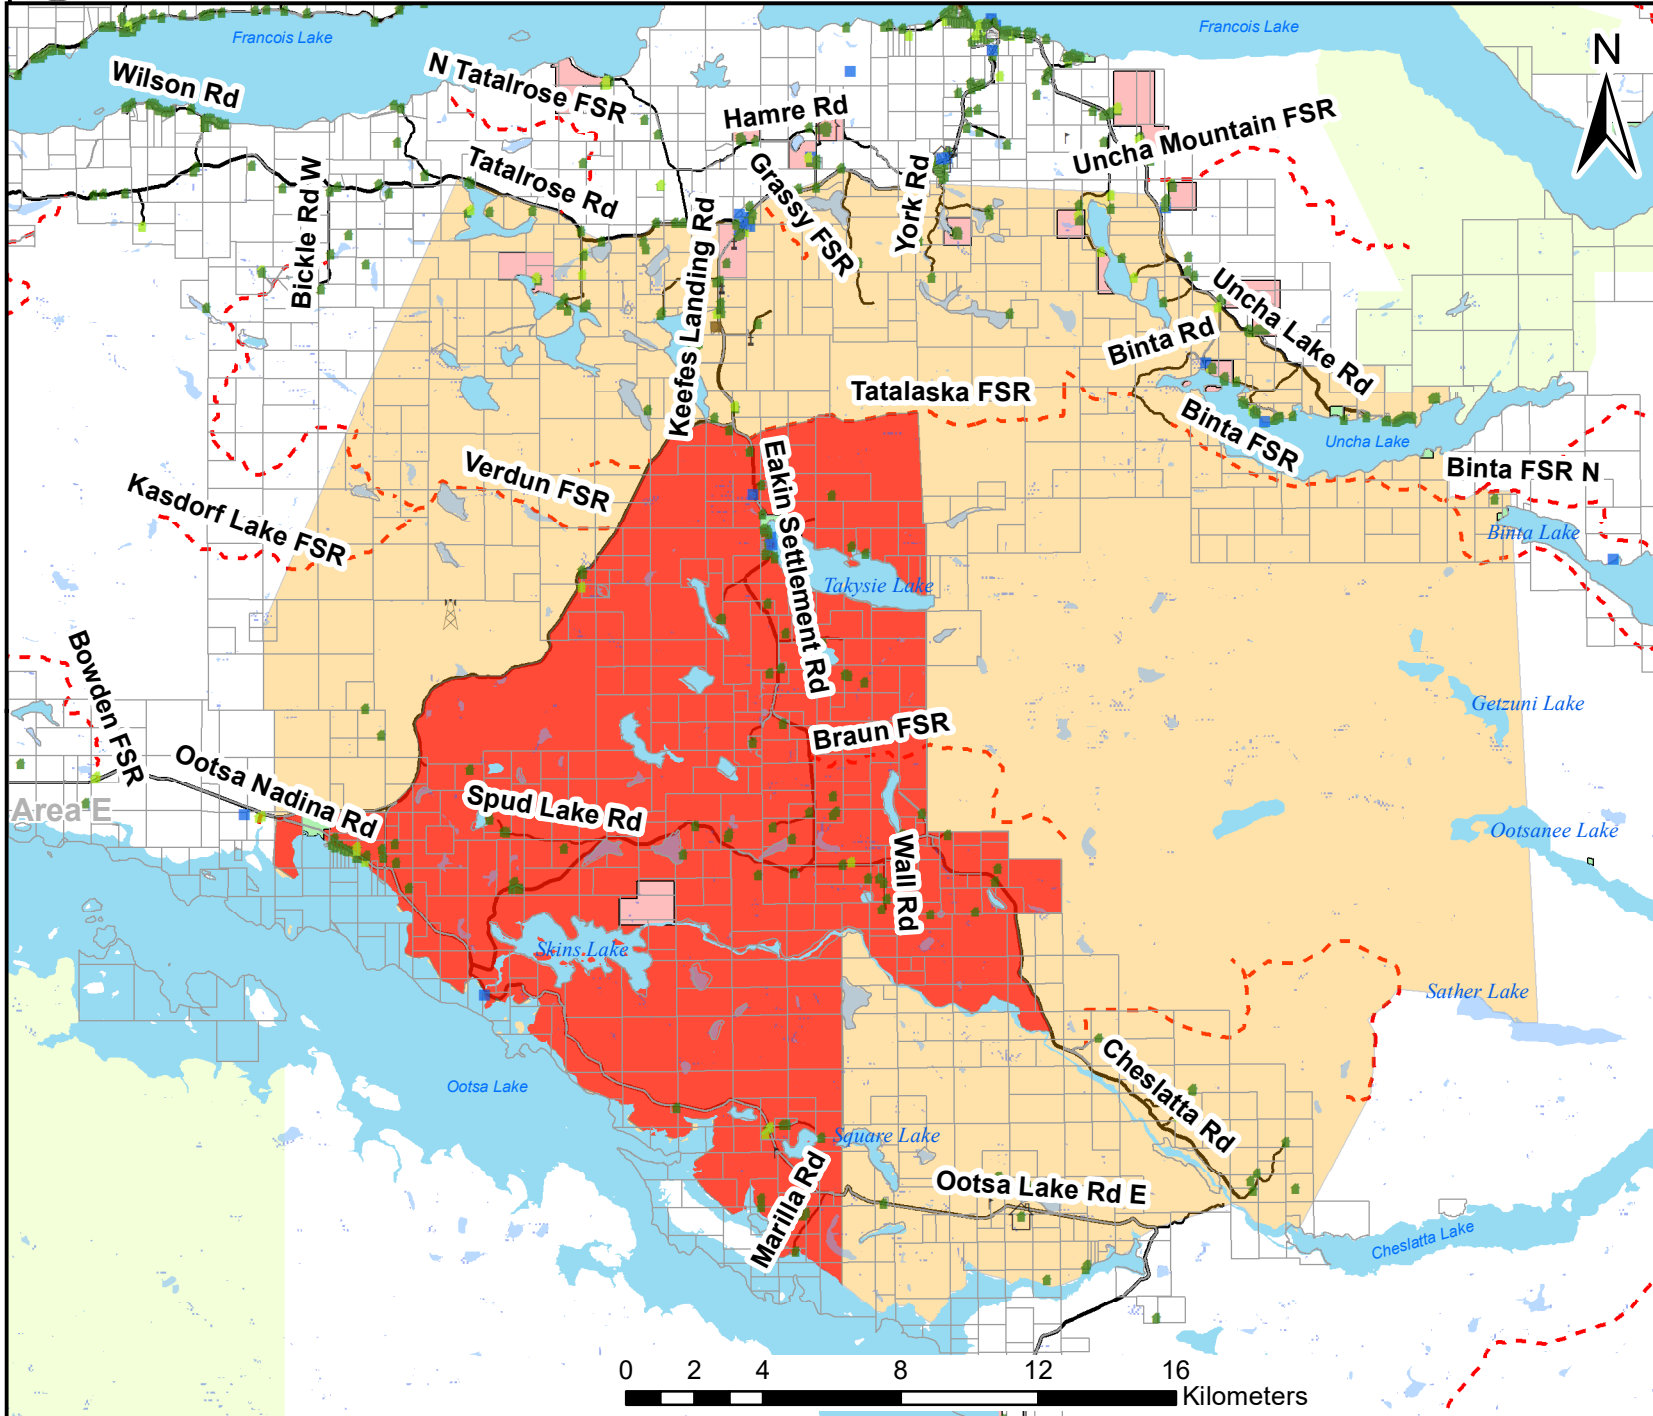 Francois Lake
Francois Lake
N
Wilson Rd
N Tatalrose FSR
Hamre Rd
Uncha Mountain FSR
Tatalrose Rd
Grassy FSR
York Rd
Bickle Rd W
Keefes Landing Rd
Uncha Lake Rd
Binta Rd
Tatalaska FSR
Binta FSR
Uncha Lake
Binta FSR N
Verdun FSR
Kasdorf Lake FSR
Eakin Settlement Rd
Binta Lake
Takysie Lake
Bowden FSR
Getzuni Lake
Braun FSR
Ootsa Nadina Rd
Spud Lake Rd
Area E
Ootsanee Lake
Wall Rd
Skins Lake
Sather Lake
Ootsa Lake
Cheslatta Rd
Square Lake
Marilla Rd
Ootsa Lake Rd E
Cheslatta Lake
0 2 4 8 12 16
Kilometers